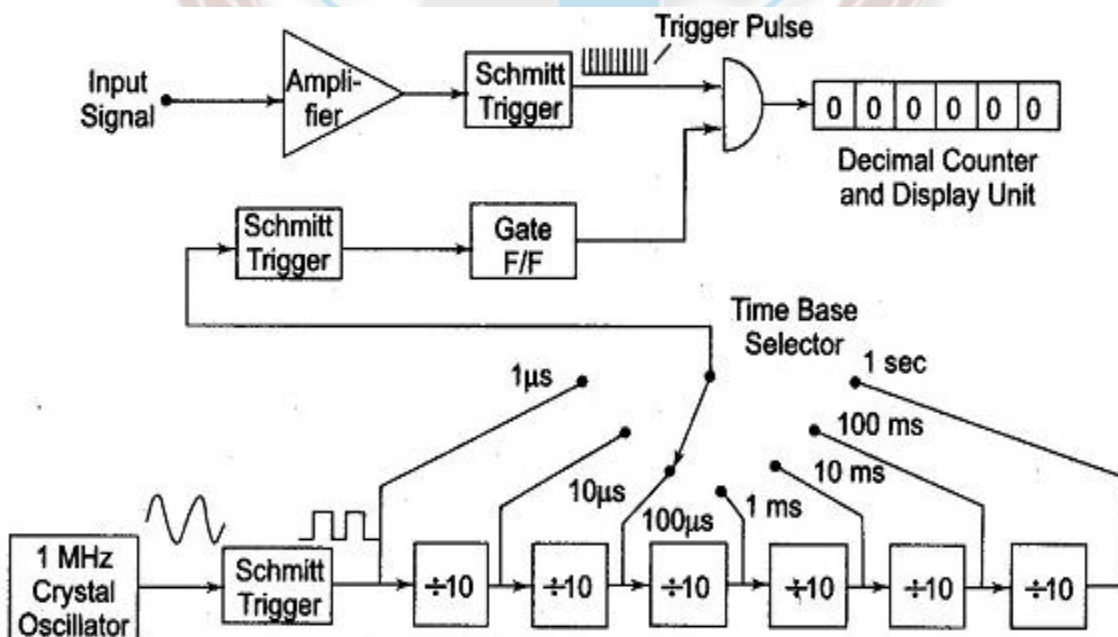 Trigger Pulse
Input
Signal
Ampli-
fier
Schmitt
Trigger
0 0 0 0 0 0
Decimal Counter
and Display Unit
Schmitt
Trigger
Gate
F/F
Time Base
Selector
1μs
10μs
100μs
1 ms
10 ms
100 ms
1 sec
1 MHz
Crystal
Oscillator
Schmitt
Trigger
÷10
÷10
÷10
÷10
÷10
÷10